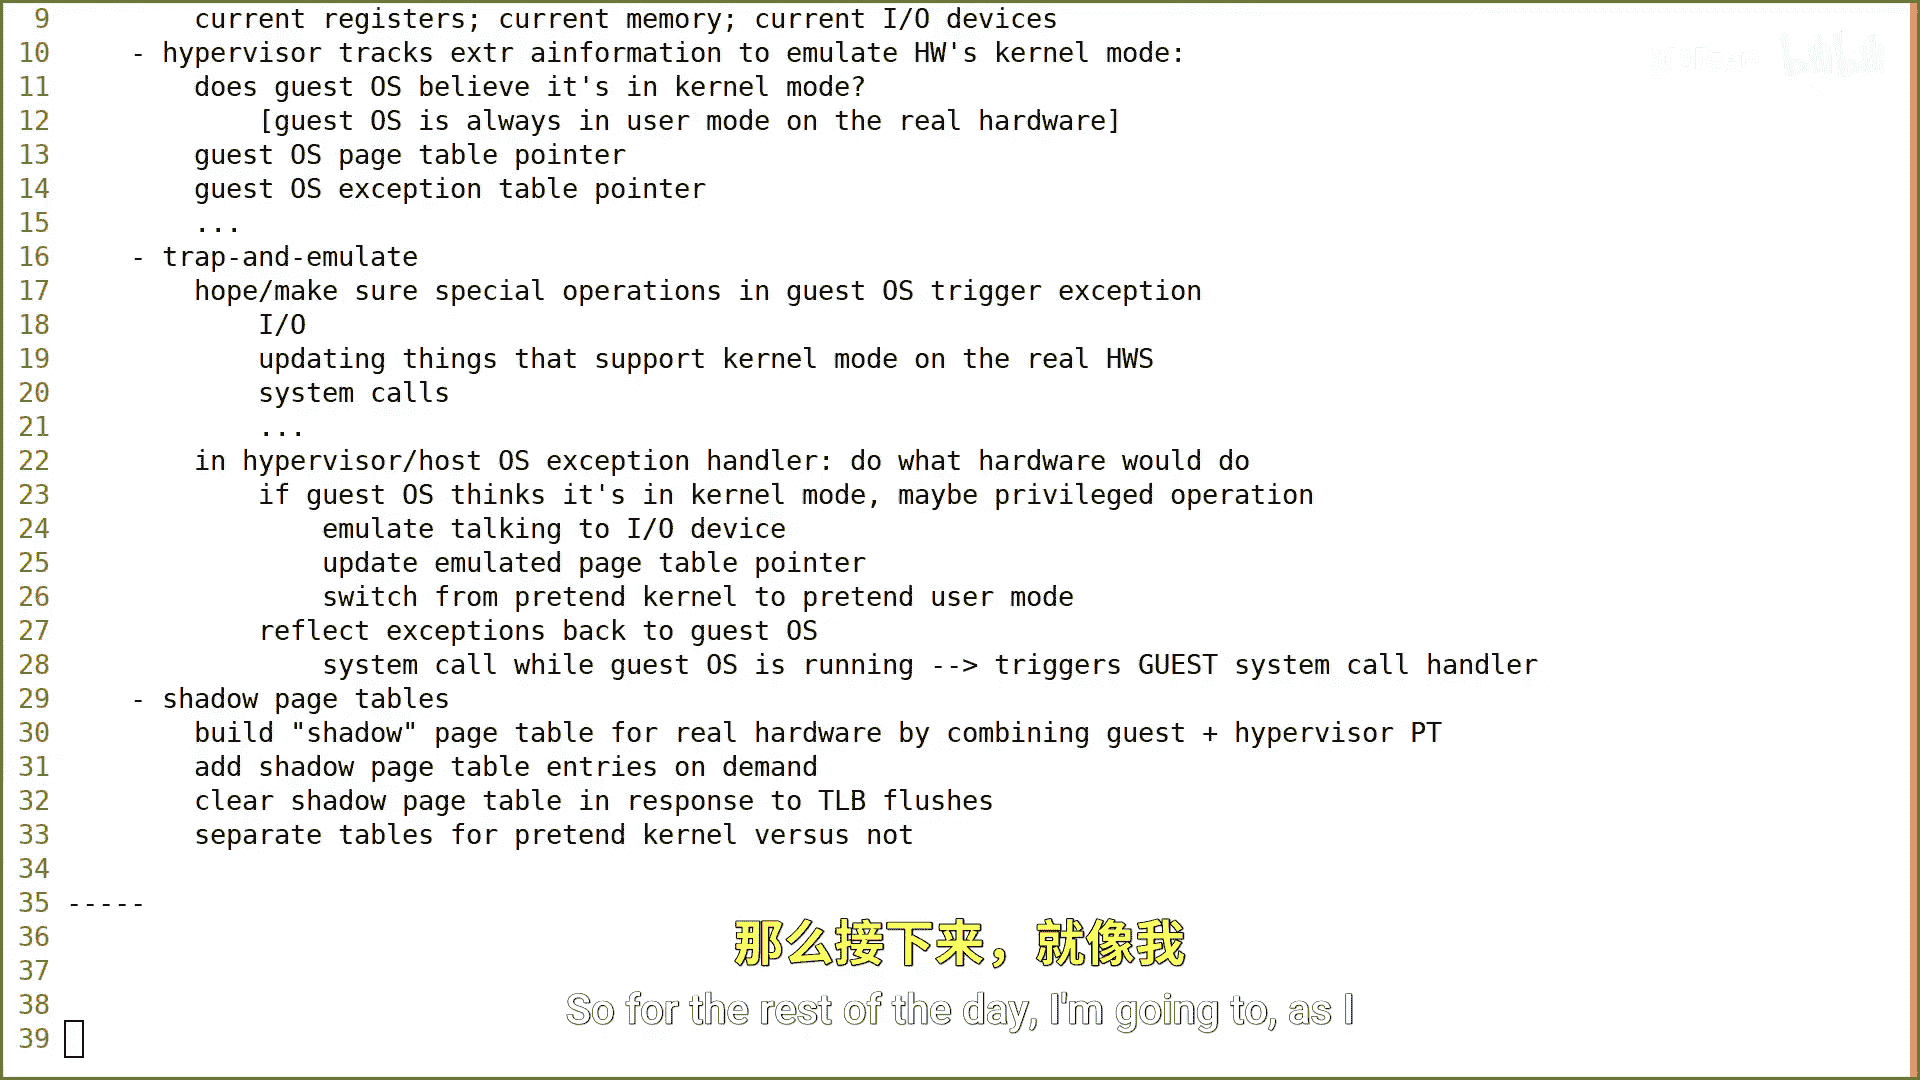 9 current registers; current memory; current I/O devices
10 - hypervisor tracks extr ainformation to emulate HW's kernel mode:
11 does guest OS believe it's in kernel mode?
12 [guest OS is always in user mode on the real hardware]
13 guest OS page table pointer
14 guest OS exception table pointer
15 ...
16 - trap-and-emulate
17 hope/make sure special operations in guest OS trigger exception
18 I/O
19 updating things that support kernel mode on the real HWS
20 system calls
21 ...
22 in hypervisor/host OS exception handler: do what hardware would do
23 if guest OS thinks it's in kernel mode, maybe privileged operation
24 emulate talking to I/O device
25 update emulated page table pointer
26 switch from pretend kernel to pretend user mode
27 reflect exceptions back to guest OS
28 system call while guest OS is running --> triggers GUEST system call handler
29 - shadow page tables
30 build "shadow" page table for real hardware by combining guest + hypervisor PT
31 add shadow page table entries on demand
32 clear shadow page table in response to TLB flushes
33 separate tables for pretend kernel versus not
34
35 -----
36
37
38
39
那么接下来，就像我
So for the rest of the day, I'm going to, as I